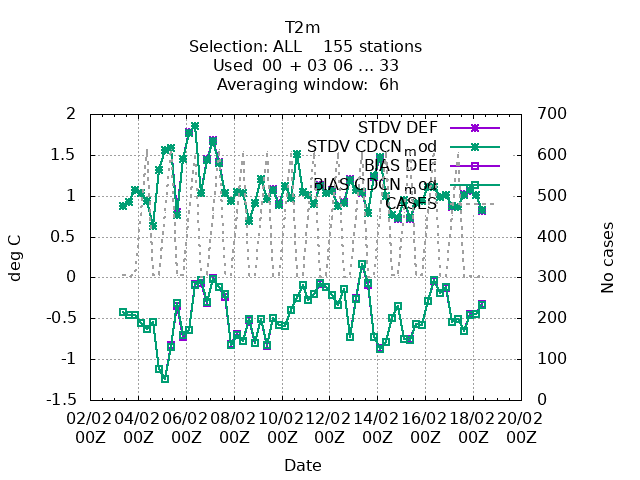 T2m
Selection: ALL    155 stations
Used  00 + 03 06 ... 33
Averaging window:  6h
STDV DEF
STDV CDCN_mod
BIAS DEF
BIAS CDCN_mod
CASES
2
1.5
1
0.5
0
-0.5
-1
-1.5
deg C
700
600
500
400
300
200
100
0
No cases
02/02 04/02 06/02 08/02 10/02 12/02 14/02 16/02 18/02 20/02
00Z 00Z 00Z 00Z 00Z 00Z 00Z 00Z 00Z 00Z
Date